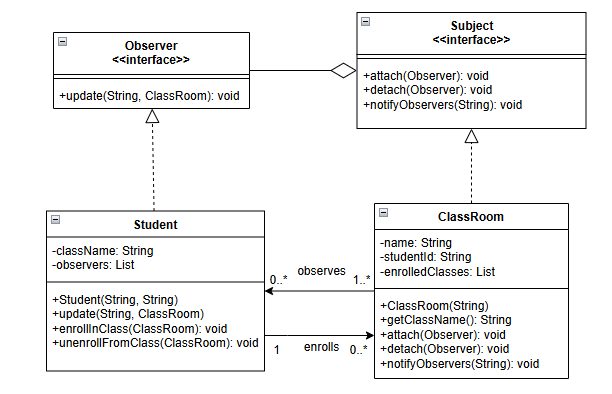 Observer
<<interface>>
+update(String, ClassRoom): void
Subject
<<interface>>
+attach(Observer): void
+detach(Observer): void
+notifyObservers(String): void
Student
-className: String
-observers: List
+Student(String, String)
+update(String, ClassRoom)
+enrollInClass(ClassRoom): void
+unenrollFromClass(ClassRoom): void
observes
0..*
1..*
1
enrolls
0..*
ClassRoom
-name: String
-studentId: String
-enrolledClasses: List
+ClassRoom(String)
+getClassName(): String
+attach(Observer): void
+detach(Observer): void
+notifyObservers(String): void